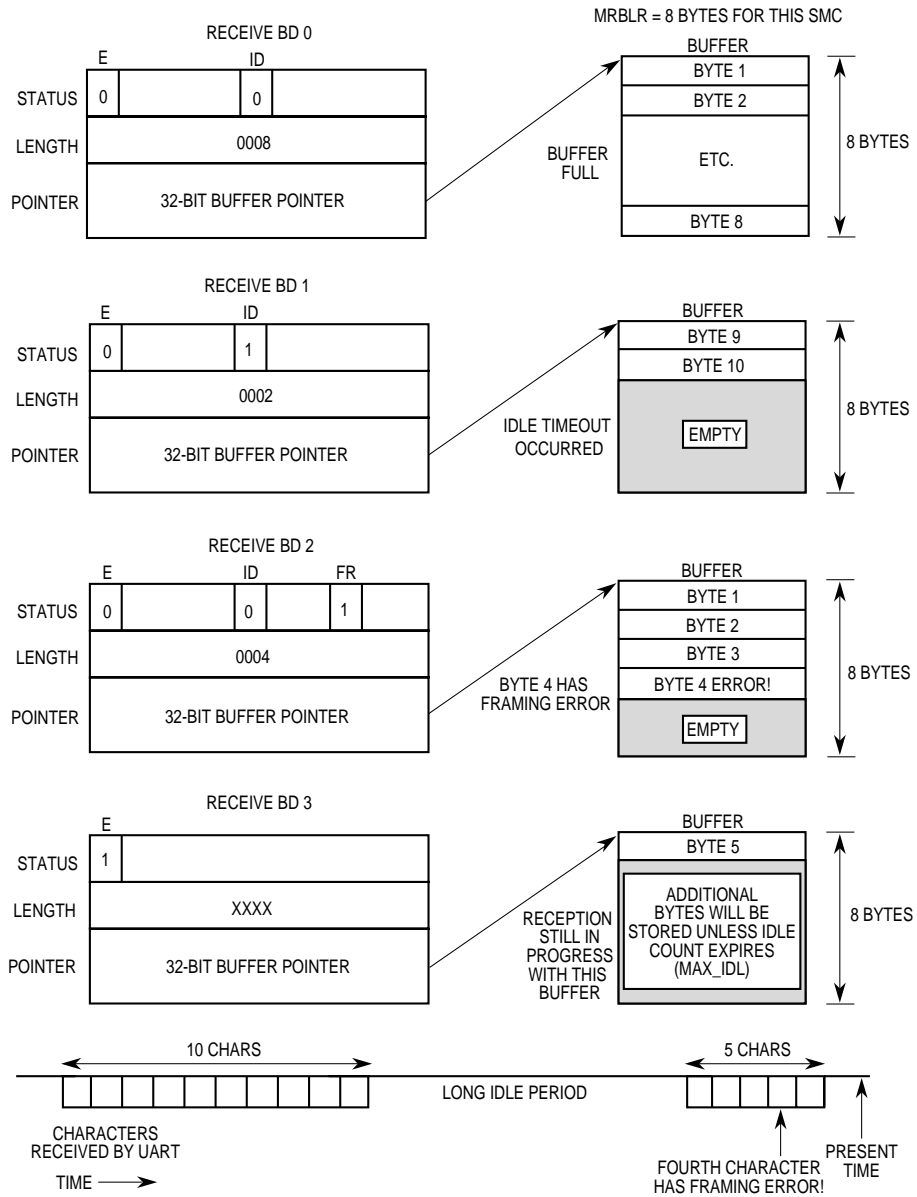 MRBLR = 8 BYTES FOR THIS SMC
RECEIVE BD 0
E
ID
STATUS
0
0
LENGTH
0008
POINTER
32-BIT BUFFER POINTER
BUFFER
BYTE 1
BYTE 2
ETC.
BYTE 8
BUFFER
FULL
8 BYTES
RECEIVE BD 1
E
ID
STATUS
0
1
LENGTH
0002
POINTER
32-BIT BUFFER POINTER
BUFFER
BYTE 9
BYTE 10
EMPTY
IDLE TIMEOUT
OCCURRED
8 BYTES
RECEIVE BD 2
E
ID
FR
STATUS
0
0
1
LENGTH
0004
POINTER
32-BIT BUFFER POINTER
BUFFER
BYTE 1
BYTE 2
BYTE 3
BYTE 4 ERROR!
EMPTY
BYTE 4 HAS
FRAMING ERROR
8 BYTES
RECEIVE BD 3
E
STATUS
1
LENGTH
XXXX
POINTER
32-BIT BUFFER POINTER
BUFFER
BYTE 5
ADDITIONAL
BYTES WILL BE
STORED UNLESS IDLE
COUNT EXPIRES
(MAX_IDL)
RECEPTION
STILL IN
PROGRESS
WITH THIS
BUFFER
8 BYTES
10 CHARS
5 CHARS
LONG IDLE PERIOD
CHARACTERS
RECEIVED BY UART
TIME
FOURTH CHARACTER
HAS FRAMING ERROR!
PRESENT
TIME